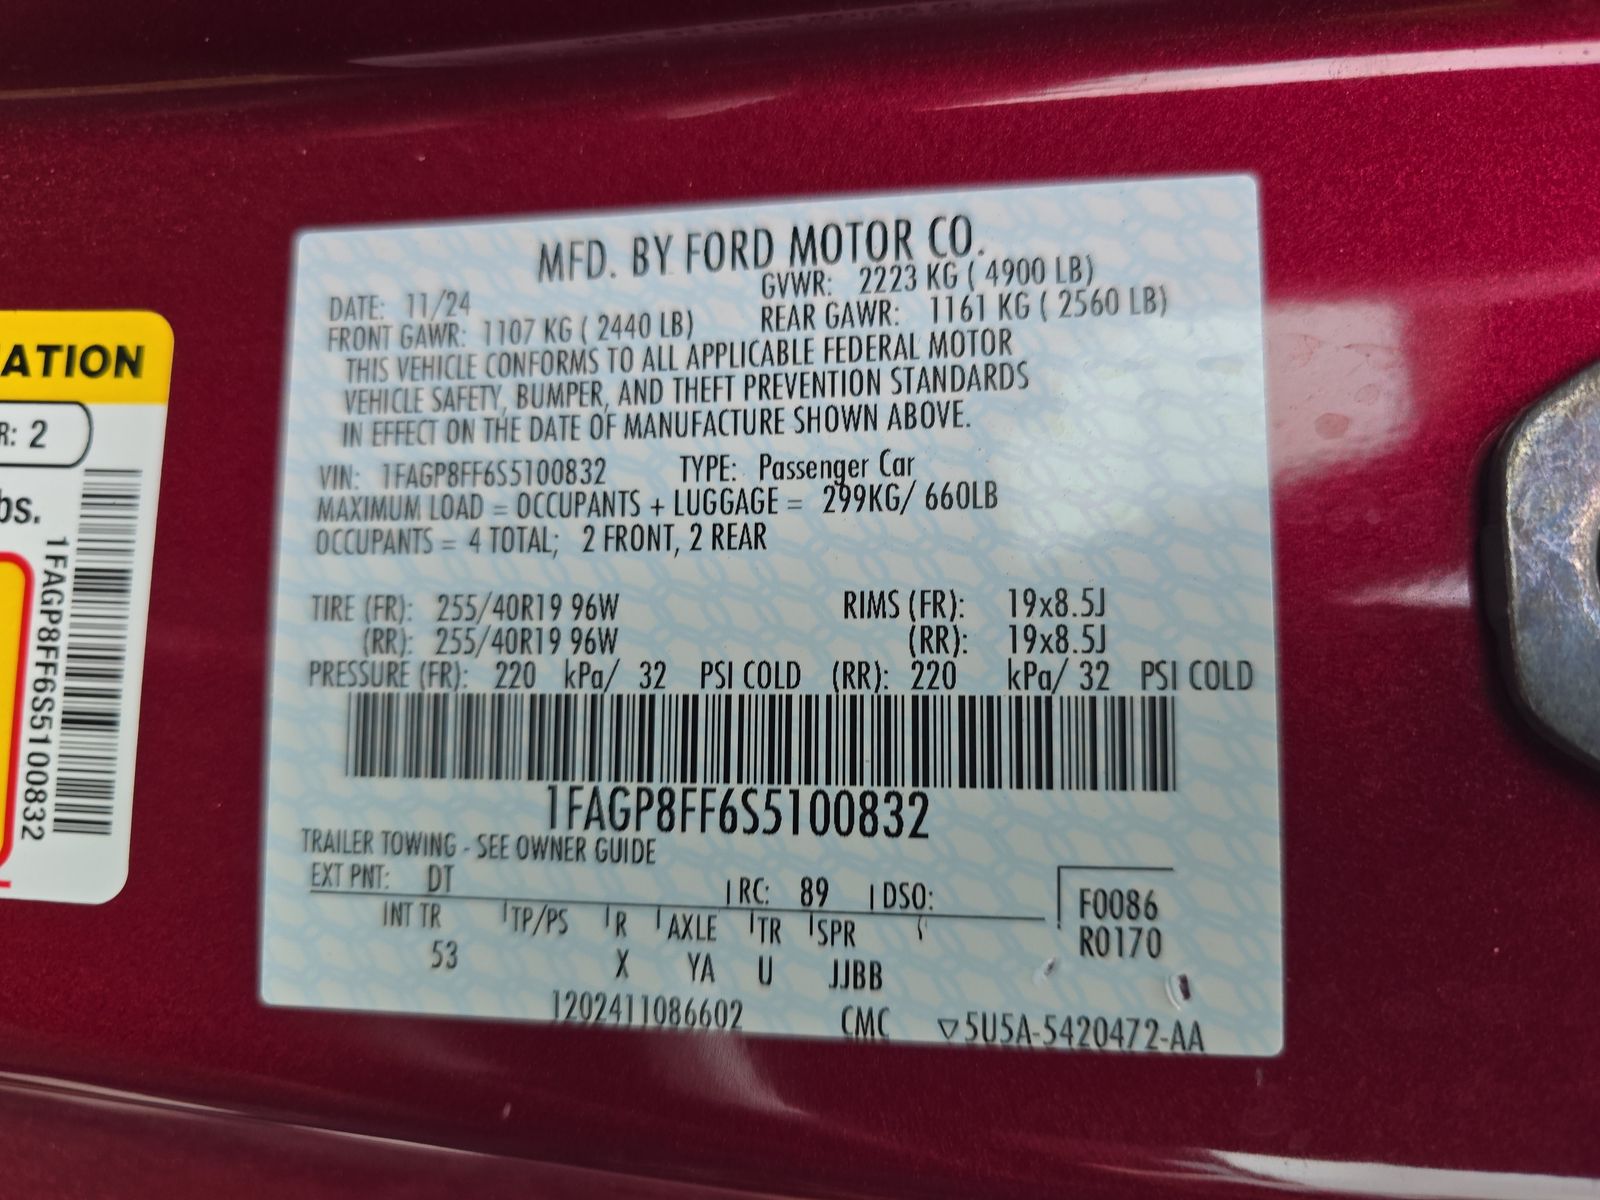 MFD. BY FORD MOTOR CO.
DATE: 11/24
GVWR: 2223 KG ( 4900 LB)
FRONT GAWR: 1107 KG ( 2440 LB)
REAR GAWR: 1161 KG ( 2560 LB)
THIS VEHICLE CONFORMS TO ALL APPLICABLE FEDERAL MOTOR
VEHICLE SAFETY, BUMPER, AND THEFT PREVENTION STANDARDS
IN EFFECT ON THE DATE OF MANUFACTURE SHOWN ABOVE.
VIN: 1FAGP8FF6S5100832 TYPE: Passenger Car
MAXIMUM LOAD = OCCUPANTS + LUGGAGE = 299KG/ 660LB
OCCUPANTS = 4 TOTAL; 2 FRONT, 2 REAR
TIRE (FR): 255/40R19 96W RIMS (FR): 19x8.5J
(RR): 255/40R19 96W (RR): 19x8.5J
PRESSURE (FR): 220 kPa/ 32 PSI COLD (RR): 220 kPa/ 32 PSI COLD
1FAGP8FF6S5100832
TRAILER TOWING - SEE OWNER GUIDE
EXT PNT: DT RC: 89 DSO:
F0086
INT TR TP/PS R AXLE TR SPR
R0170
53 X YA U JJBB
1202411086602 CMC ▽5U5A-5420472-AA
ATION
R: 2
bs.
1FAGP8FF6S5100832